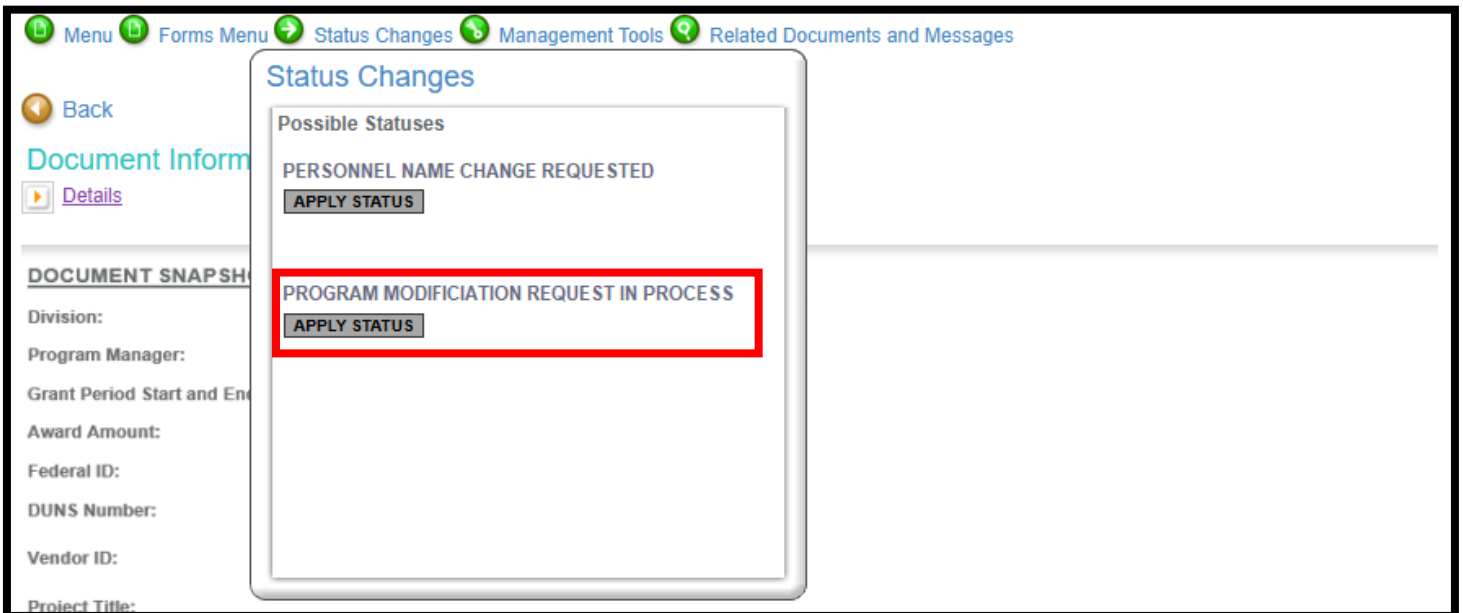 Menu Forms Menu Status Changes Management Tools Related Documents and Messages
Status Changes
Back
Possible Statuses
Document Inform
PERSONNEL NAME CHANGE REQUESTED
Details
APPLY STATUS
DOCUMENT SNAPSH
PROGRAM MODIFICIATION REQUEST IN PROCESS
Division:
APPLY STATUS
Program Manager:
Grant Period Start and En
Award Amount:
Federal ID:
DUNS Number:
Vendor ID:
Project Title: